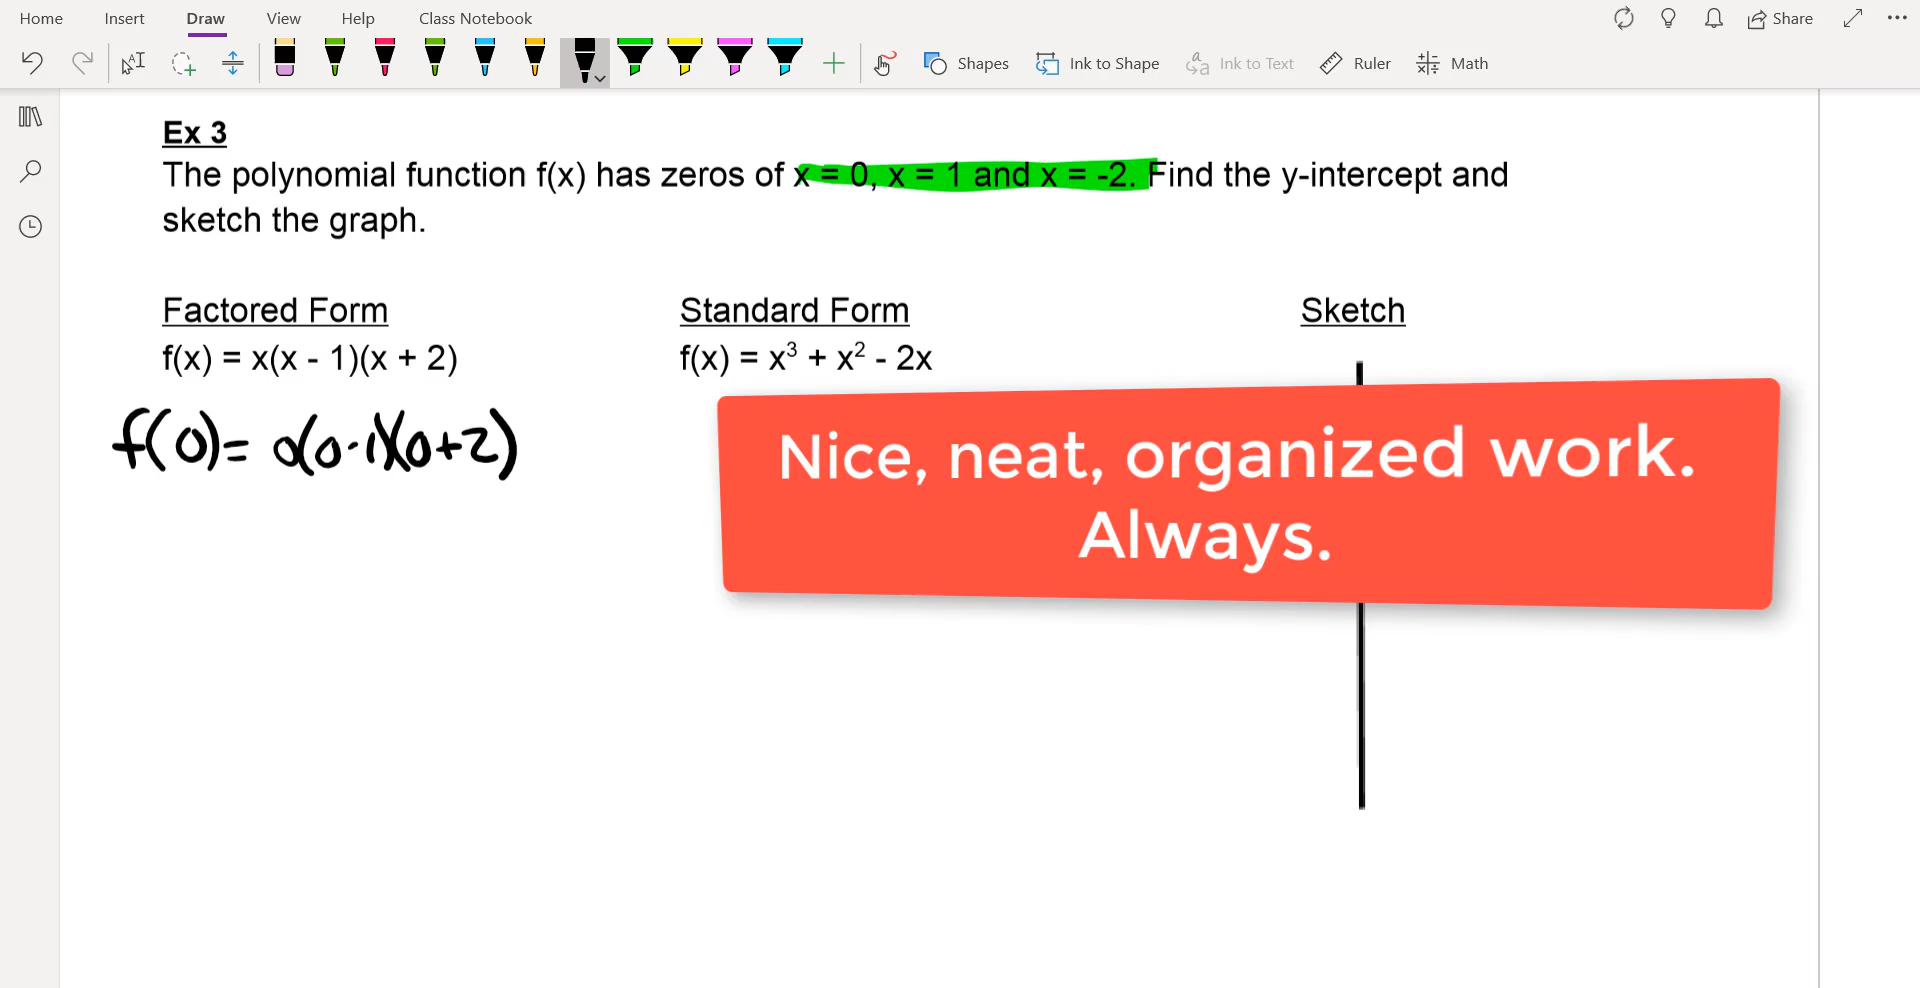 Home Insert Draw View Help Class Notebook Share
Shapes Ink to Shape Ink to Text Ruler Math
Ex 3
The polynomial function f(x) has zeros of x = 0, x = 1 and x = -2. Find the y-intercept and
sketch the graph.
Factored Form Standard Form Sketch
f(x) = x(x - 1)(x + 2) f(x) = x³ + x² - 2x
f(0) = 0(0-1)(0+2)
Nice, neat, organized work.
Always.